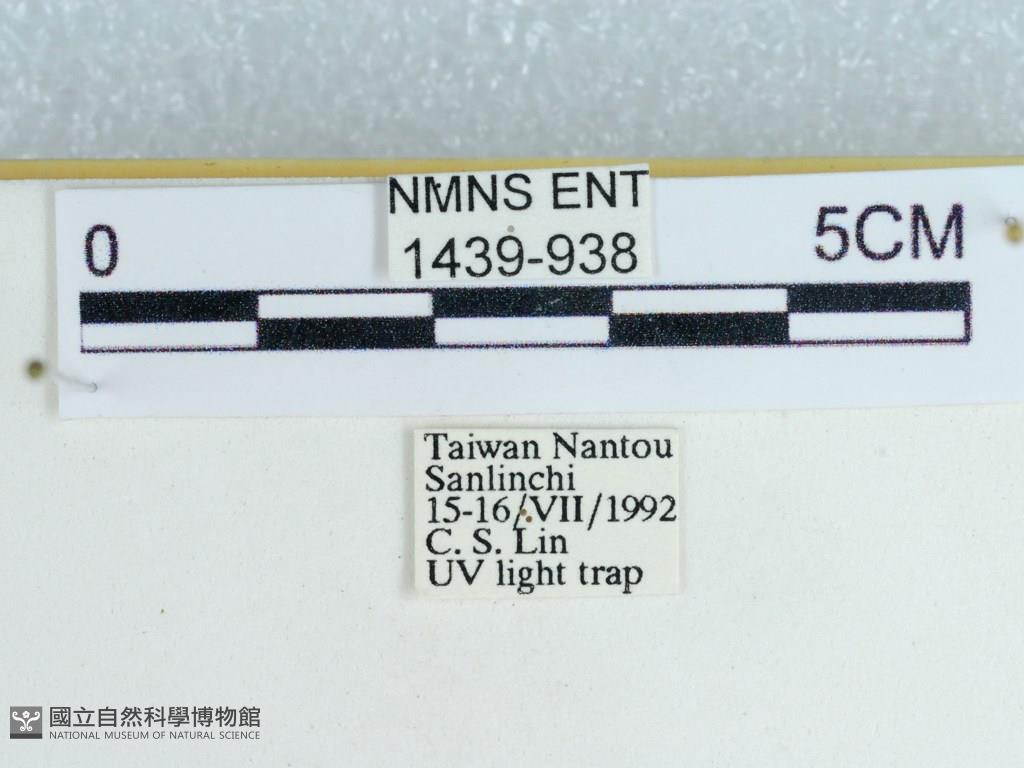 NMNS ENT
1439-938
0
5CM
Taiwan Nantou
Sanlinchi
15-16/VII/1992
C. S. Lin
UV light trap
國立自然科學博物館
NATIONAL MUSEUM OF NATURAL SCIENCE